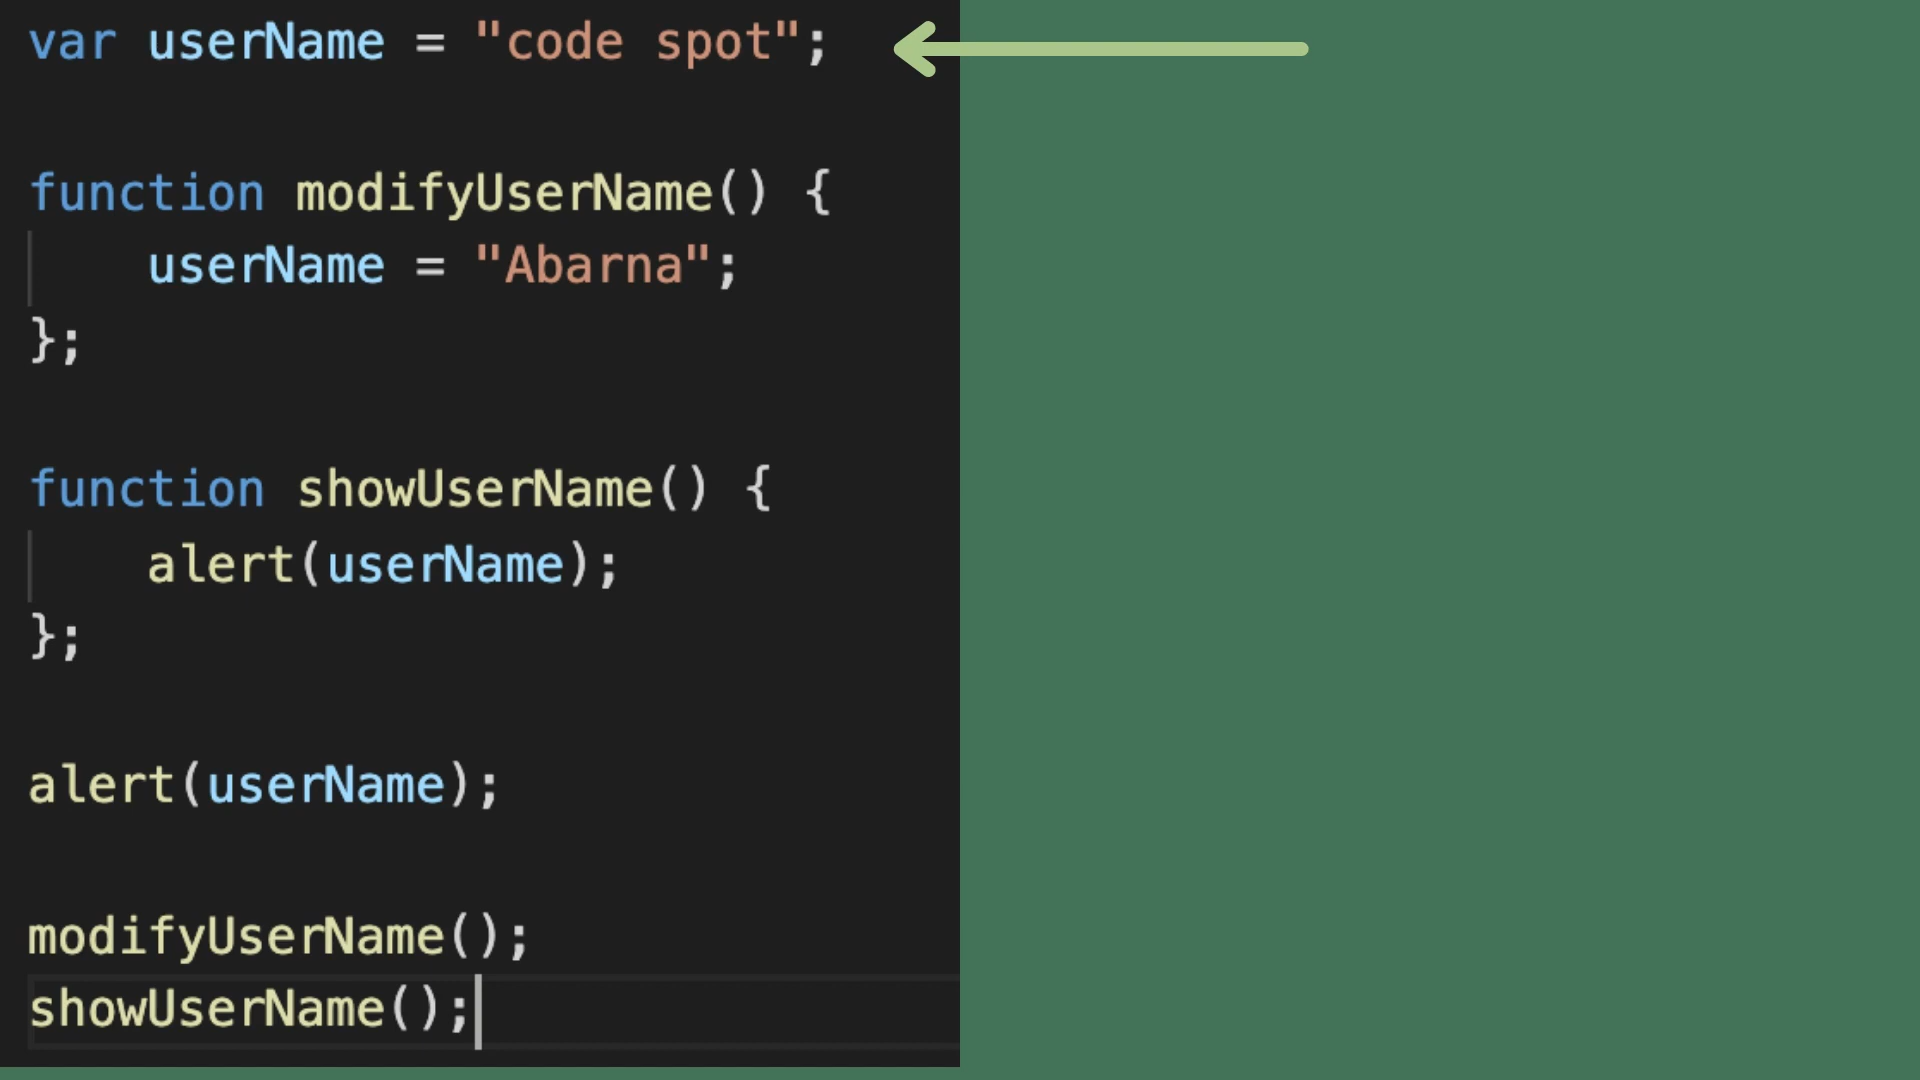 var userName = "code spot";
function modifyUserName() {
userName = "Abarna";
};
function showUserName() {
alert(userName);
};
alert(userName);
modifyUserName();
showUserName();